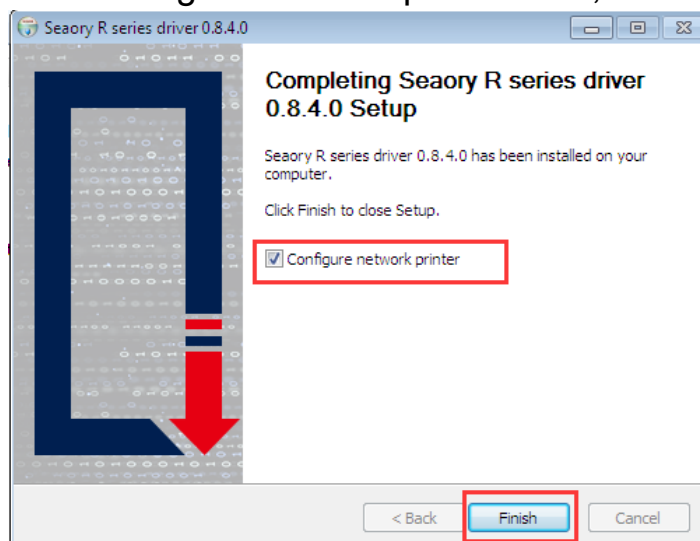 Seaory R series driver 0.8.4.0
Completing Seaory R series driver
0.8.4.0 Setup
Seaory R series driver 0.8.4.0 has been installed on your
computer.
Click Finish to close Setup.
Configure network printer
< Back Finish Cancel